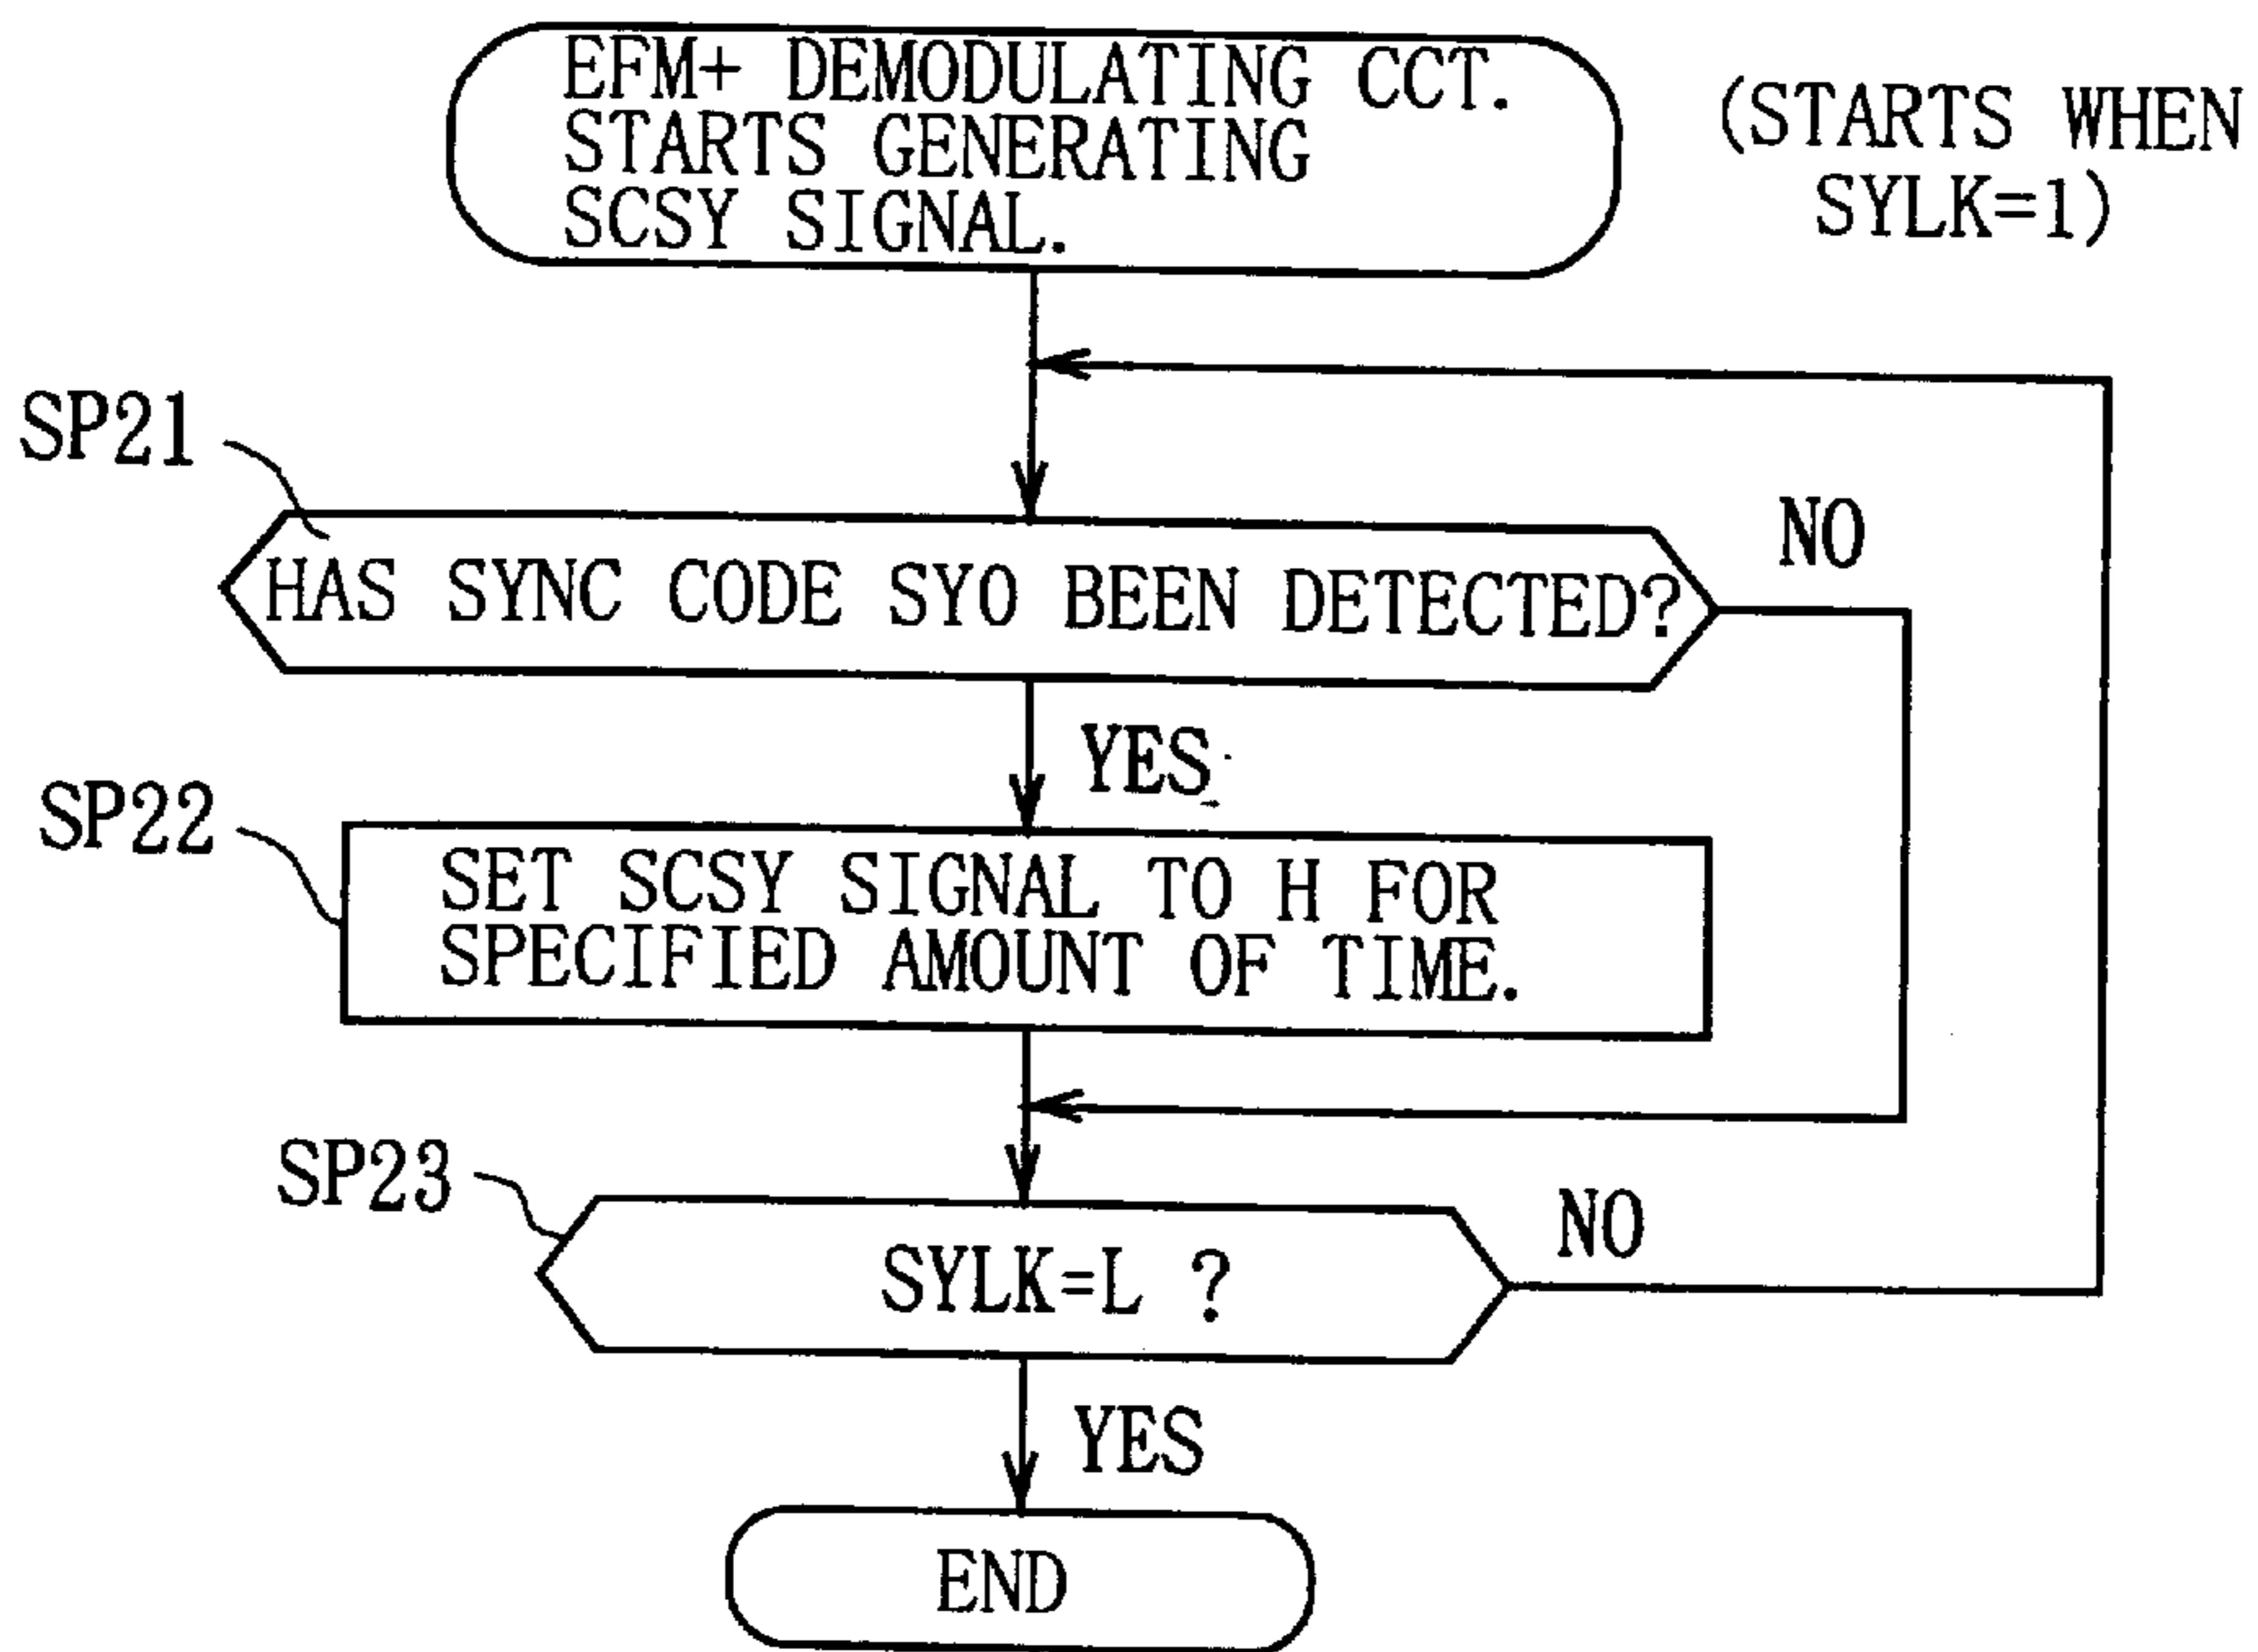 EFM+ DEMODULATING CCT.
STARTS GENERATING
SCSY SIGNAL.
(STARTS WHEN
SYLK=1)
SP21
HAS SYNC CODE SYO BEEN DETECTED?
NO
YES
SP22
SET SCSY SIGNAL TO H FOR
SPECIFIED AMOUNT OF TIME.
SP23
SYLK=L ?
NO
YES
END